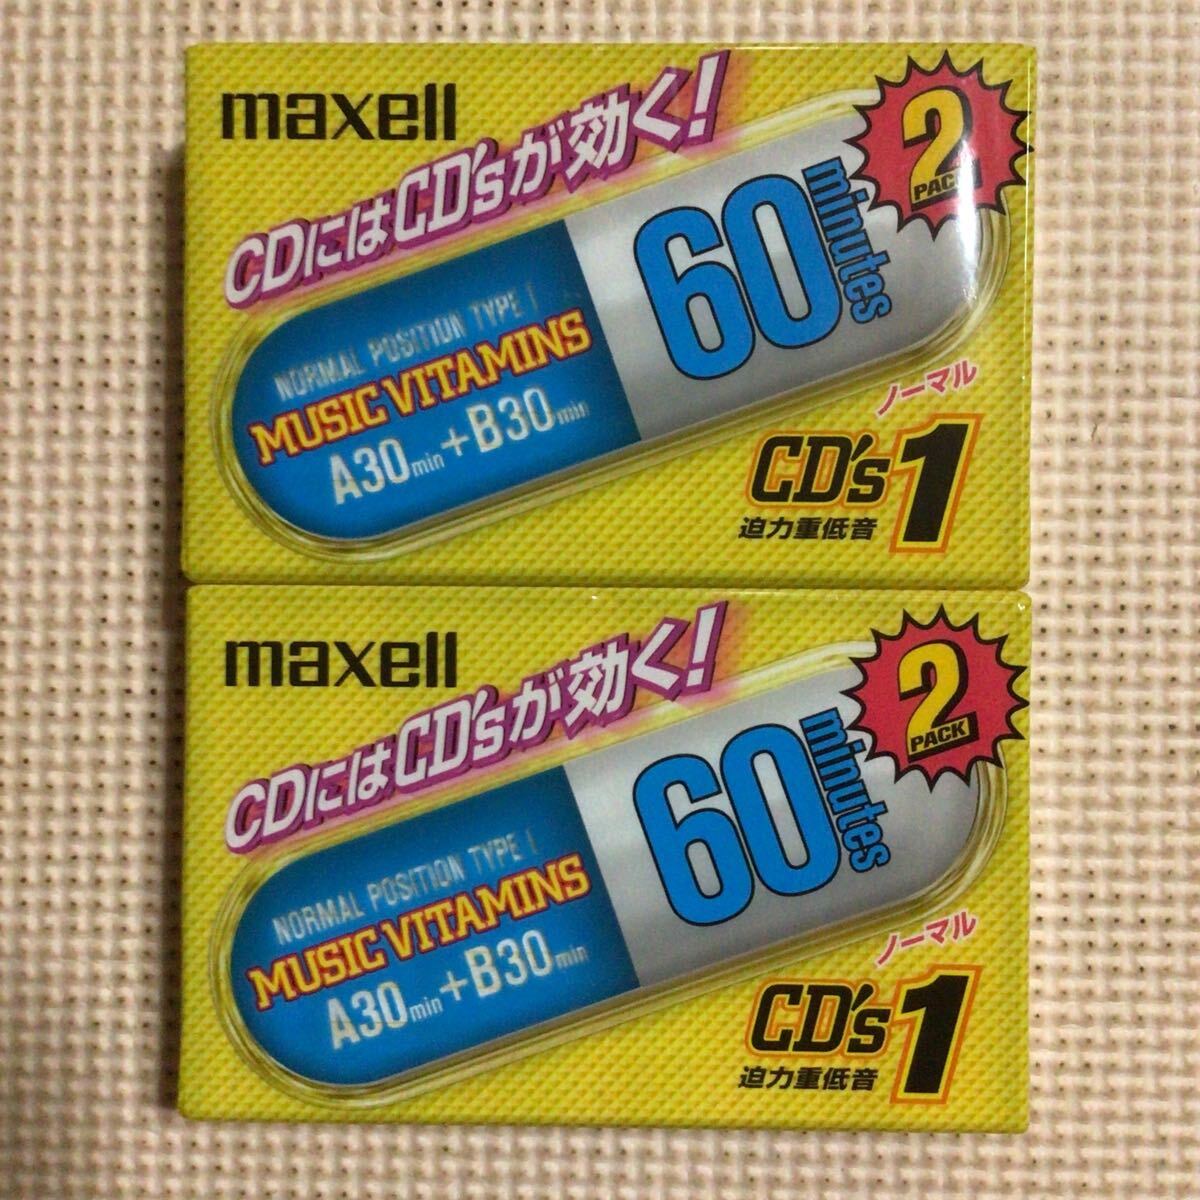 maxell
CDにはCD'sが効く!
2
PACK
60
minutes
NORMAL POSITION TYPE I
MUSIC VITAMINS
A30min+B30min
ノーマル
CD's 1
迫力重低音
maxell
CDにはCD'sが効く!
2
PACK
60
minutes
NORMAL POSITION TYPE I
MUSIC VITAMINS
A30min+B30min
ノーマル
CD's 1
迫力重低音